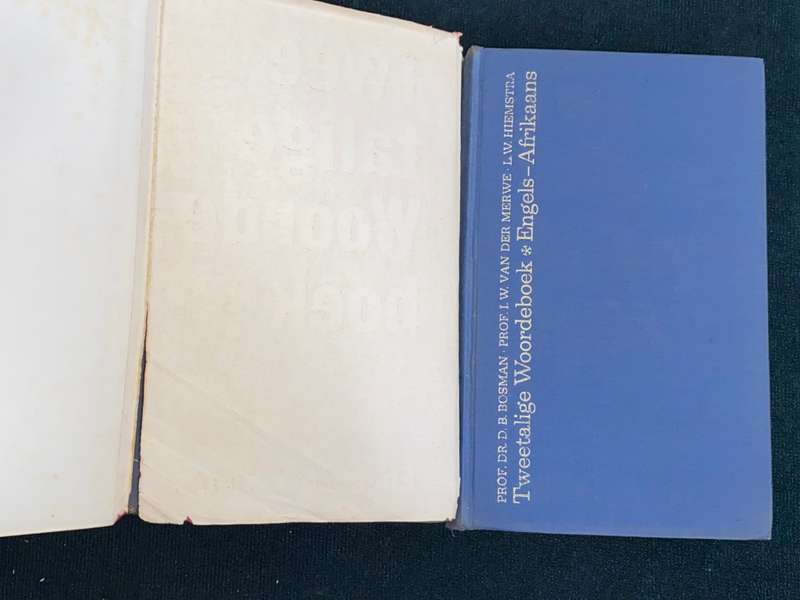 PROF. DR. D. B. BOSMAN · PROF. I. W. VAN DER MERWE · L. W. HIEMSTRA
Tweetalige Woordeboek * Engels–Afrikaans